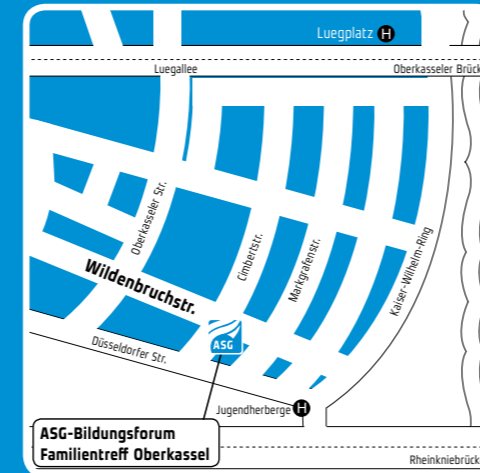 Luegplatz H
Luegallee
Oberkasseler Brück
Oberkasseler Str.
Cimbertstr.
Markgrafenstr.
Kaiser-Wilhelm-Ring
Wildenbruchstr.
ASG
Düsseldorfer Str.
Jugendherberge H
ASG-Bildungsforum
Familientreff Oberkassel
Rheinkniebrück